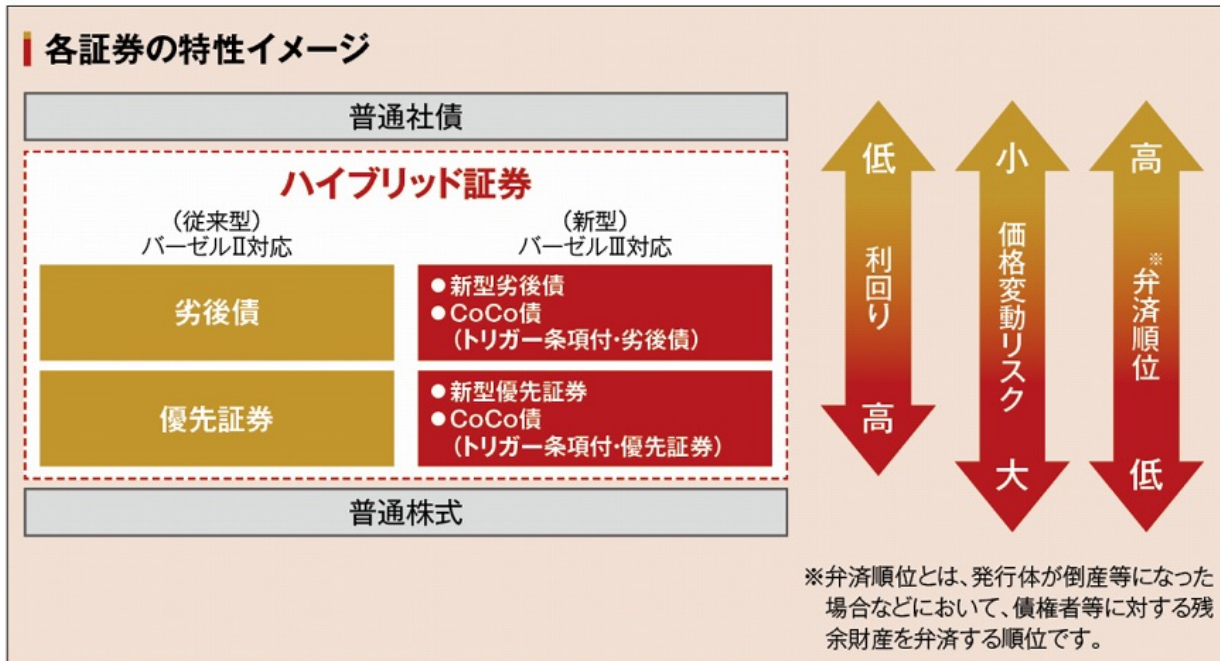 各証券の特性イメージ
普通社債
ハイブリッド証券
(従来型)
バーゼルⅡ対応
(新型)
バーゼルⅢ対応
劣後債
●新型劣後債
●CoCo債
(トリガー条項付・劣後債)
優先証券
●新型優先証券
●CoCo債
(トリガー条項付・優先証券)
普通株式
低
利回り
高
小
価格変動リスク
大
高
※弁済順位
低
※弁済順位とは、発行体が倒産等になった
場合などにおいて、債権者等に対する残
余財産を弁済する順位です。